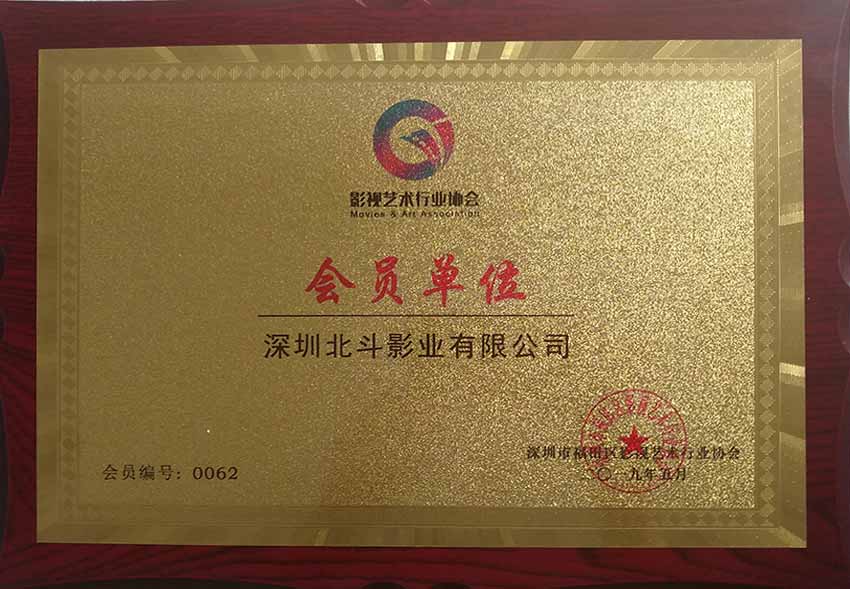 影视艺术行业协会
Movies & Art Association
会员单位
深圳北斗影业有限公司
深圳市福田区影视艺术行业协会
会员编号：0062
二〇一九年五月